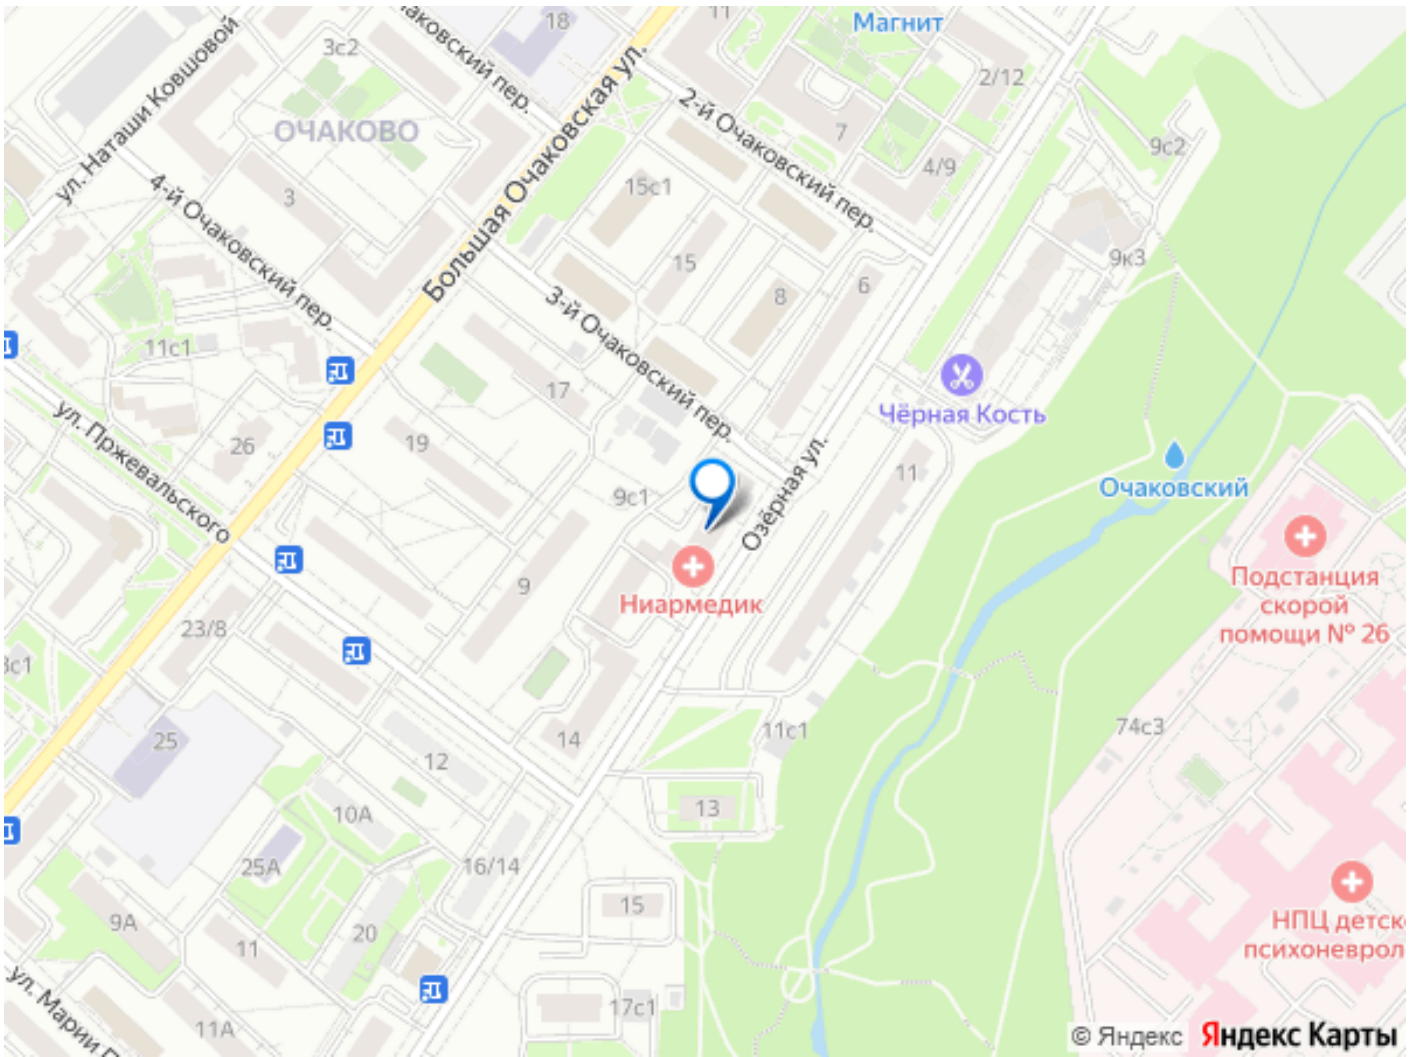 18
11
Магнит
3с2
ул. Наташи Ковшовой
чаковский пер.
Большая Очаковская ул.
2/12
2-й Очаковский пер.
ОЧАКОВО
7
9с2
4/9
15с1
3
4-й Очаковский пер.
15
6
9к3
8
3-й Очаковский пер.
11с1
17
Чёрная Кость
ул. Пржевальского
26
19
11
Озёрная ул.
Очаковский
9с1
9
Ниармедик
Подстанция
скорой
помощи № 26
23/8
3с1
25
14
11с1
74с3
12
13
10А
25А
16/14
15
9А
11
20
НПЦ детск
психоневрол
ул. Марии П
11А
17с1
© Яндекс Яндекс Карты